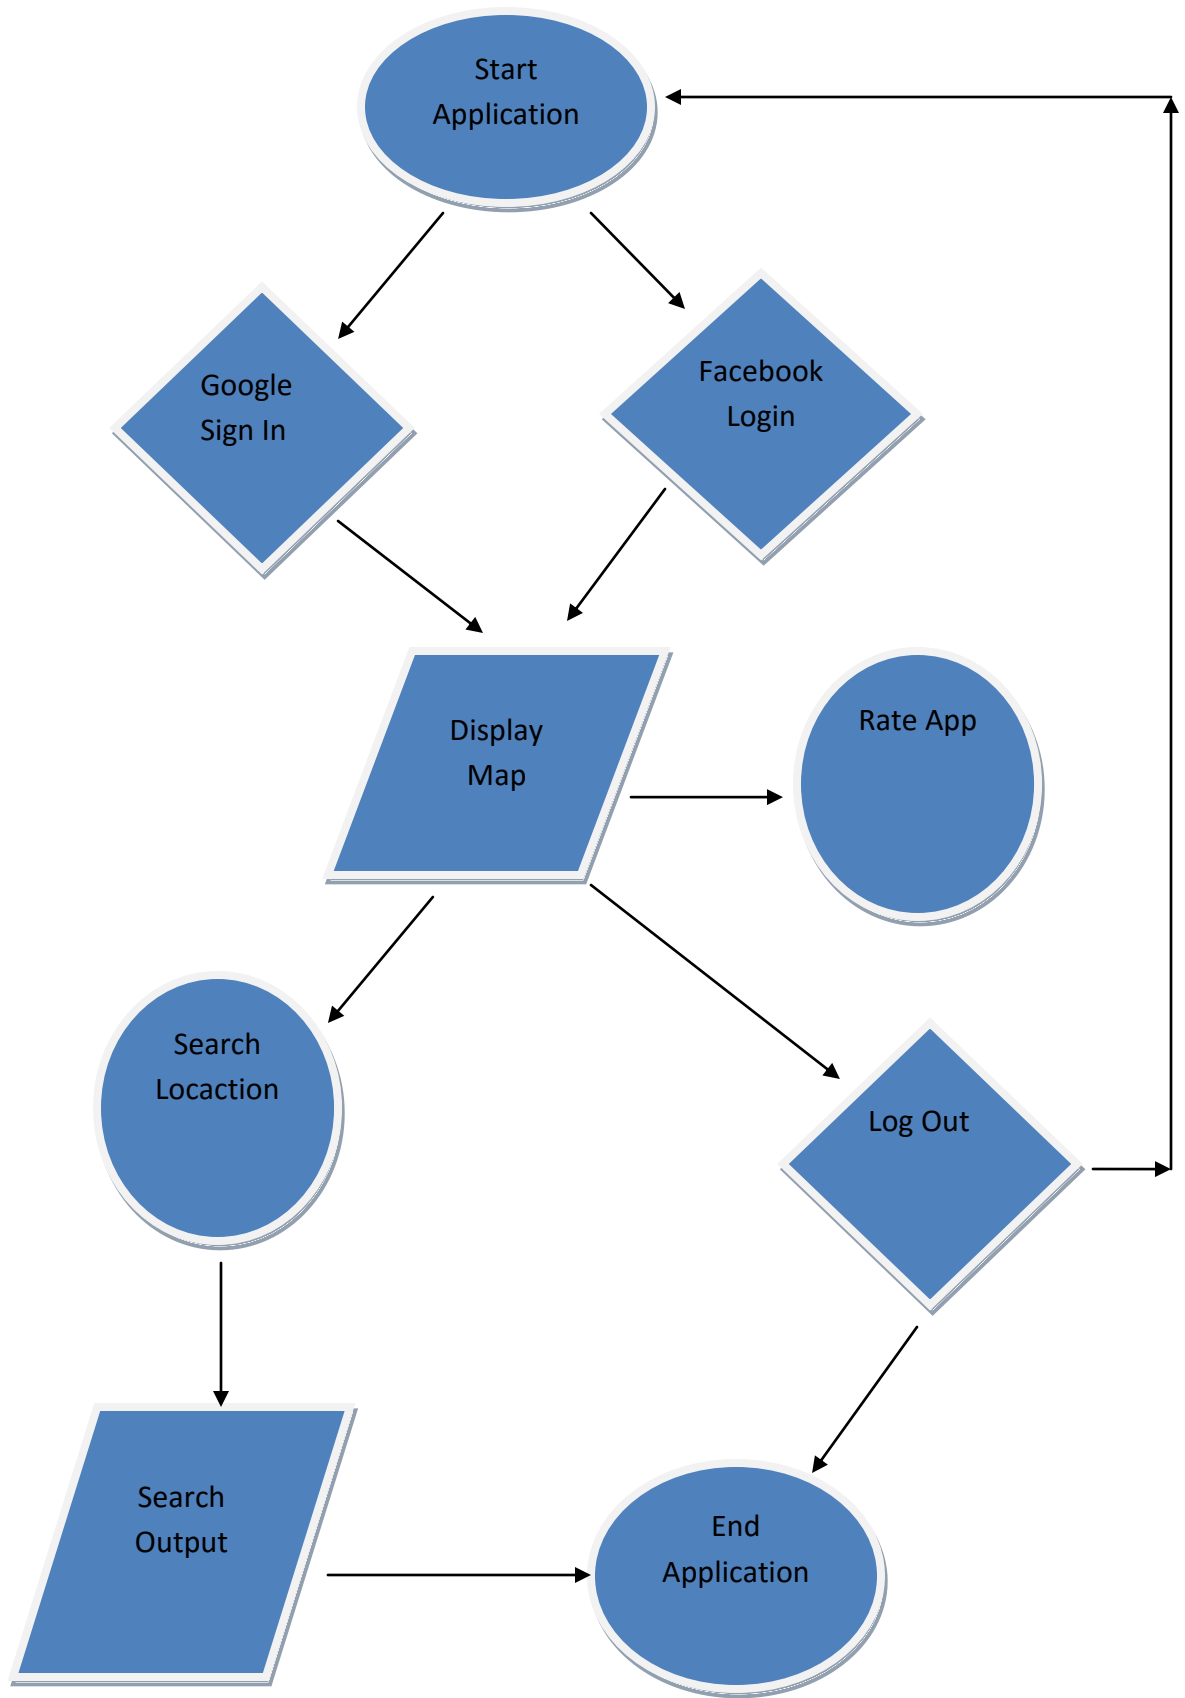 Start
Application
Google
Sign In
Facebook
Login
Display
Map
Rate App
Search
Locaction
Log Out
Search
Output
End
Application